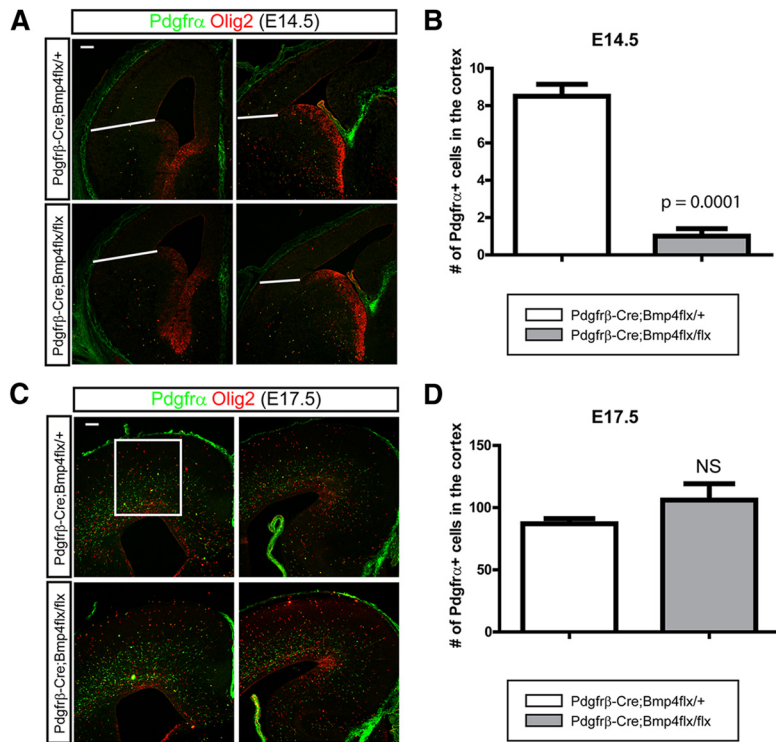 A
Pdgfrα Olig2 (E14.5)
Pdgfrβ-Cre;Bmp4flx/+
Pdgfrβ-Cre;Bmp4flx/flx
B
E14.5
# of Pdgfrα+ cells in the cortex
10
8
6
4
2
0
p = 0.0001
Pdgfrβ-Cre;Bmp4flx/+
Pdgfrβ-Cre;Bmp4flx/flx
C
Pdgfrα Olig2 (E17.5)
Pdgfrβ-Cre;Bmp4flx/+
Pdgfrβ-Cre;Bmp4flx/flx
D
E17.5
# of Pdgfrα+ cells in the cortex
150
100
50
0
NS
Pdgfrβ-Cre;Bmp4flx/+
Pdgfrβ-Cre;Bmp4flx/flx